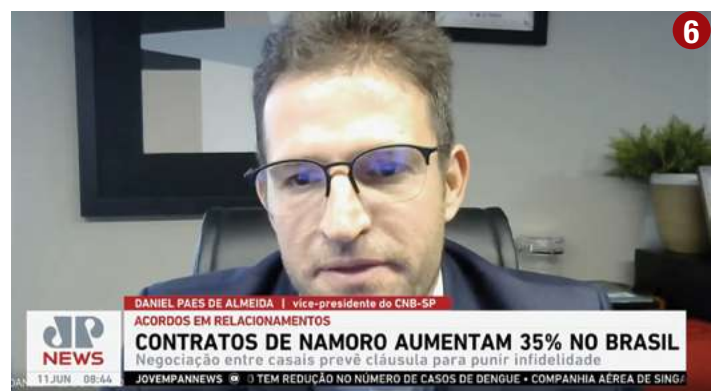 6
DANIEL PAES DE ALMEIDA | vice-presidente do CNB-SP
ACORDOS EM RELACIONAMENTOS
CONTRATOS DE NAMORO AUMENTAM 35% NO BRASIL
Negociação entre casais prevê cláusula para punir infidelidade
JP
NEWS
11JUN 08:44
JOVEMPANNEWS
O TEM REDUÇÃO NO NÚMERO DE CASOS DE DENGUE • COMPANHIA AÉREA DE SINGA